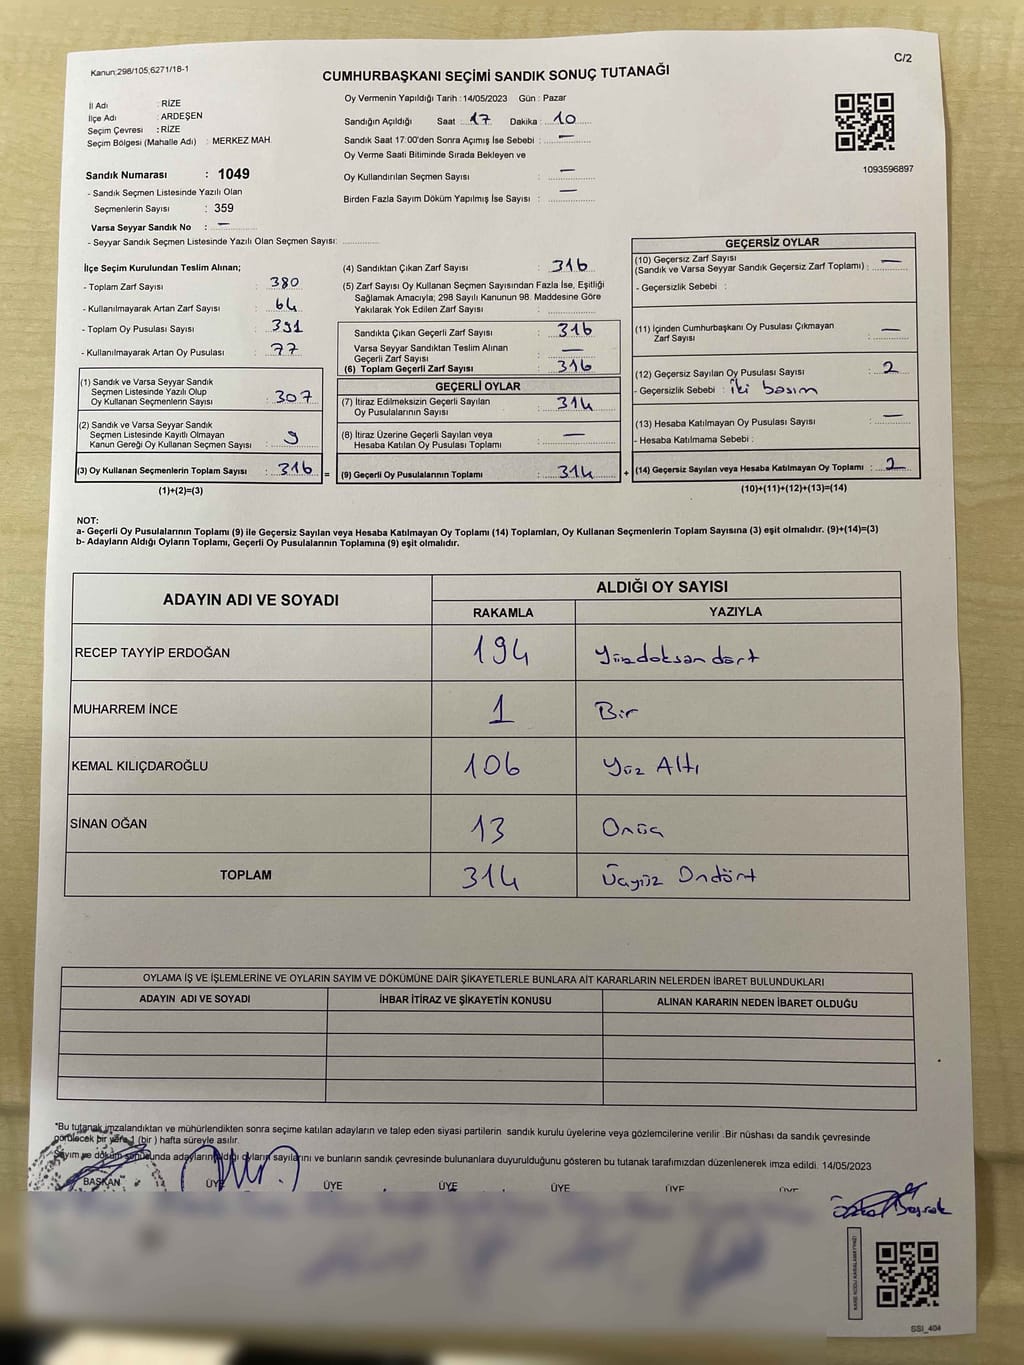 Kanun;298/105;6271/18-1
C/2
CUMHURBAŞKANI SEÇİMİ SANDIK SONUÇ TUTANAĞI
İl Adı : RİZE
İlçe Adı : ARDEŞEN
Seçim Çevresi : RİZE
Seçim Bölgesi (Mahalle Adı) : MERKEZ MAH
Sandık Numarası : 1049
- Sandık Seçmen Listesinde Yazılı Olan
Seçmenlerin Sayısı : 359
Varsa Seyyar Sandık No : —
- Seyyar Sandık Seçmen Listesinde Yazılı Olan Seçmen Sayısı:
Oy Vermenin Yapıldığı Tarih : 14/05/2023 Gün : Pazar
Sandığın Açıldığı Saat : 17 Dakika : 10
Sandık Saat 17:00'den Sonra Açımış İse Sebebi : —
Oy Verme Saati Bitiminde Sırada Bekleyen ve
Oy Kullandırılan Seçmen Sayısı : —
Birden Fazla Sayım Döküm Yapılmış İse Sayısı : —
1093596897
İlçe Seçim Kurulundan Teslim Alınan;
- Toplam Zarf Sayısı : 380
- Kullanılmayarak Artan Zarf Sayısı : 64
- Toplam Oy Pusulası Sayısı : 391
- Kullanılmayarak Artan Oy Pusulası : 77
(1) Sandık ve Varsa Seyyar Sandık
Seçmen Listesinde Yazılı Olup
Oy Kullanan Seçmenlerin Sayısı : 307
(2) Sandık ve Varsa Seyyar Sandık
Seçmen Listesinde Kayıtlı Olmayan
Kanun Gereği Oy Kullanan Seçmen Sayısı : 9
(3) Oy Kullanan Seçmenlerin Toplam Sayısı : 316 =
(1)+(2)=(3)
(4) Sandıktan Çıkan Zarf Sayısı : 316
(5) Zarf Sayısı Oy Kullanan Seçmen Sayısından Fazla İse, Eşitliği
Sağlamak Amacıyla; 298 Sayılı Kanunun 98. Maddesine Göre
Yakılarak Yok Edilen Zarf Sayısı :
Sandıkta Çıkan Geçerli Zarf Sayısı : 316
Varsa Seyyar Sandıktan Teslim Alınan
Geçerli Zarf Sayısı : —
(6) Toplam Geçerli Zarf Sayısı : 316
GEÇERLİ OYLAR
(7) İtiraz Edilmeksizin Geçerli Sayılan
Oy Pusulalarının Sayısı : 314
(8) İtiraz Üzerine Geçerli Sayılan veya
Hesaba Katılan Oy Pusulası Toplamı : —
(9) Geçerli Oy Pusulalarının Toplamı : 314 +
GEÇERSİZ OYLAR
(10) Geçersiz Zarf Sayısı
(Sandık ve Varsa Seyyar Sandık Geçersiz Zarf Toplamı) : —
- Geçersizlik Sebebi :
(11) İçinden Cumhurbaşkanı Oy Pusulası Çıkmayan
Zarf Sayısı : —
(12) Geçersiz Sayılan Oy Pusulası Sayısı : 2
- Geçersizlik Sebebi : iki basım
(13) Hesaba Katılmayan Oy Pusulası Sayısı : —
- Hesaba Katılmama Sebebi :
(14) Geçersiz Sayılan veya Hesaba Katılmayan Oy Toplamı : 2
(10)+(11)+(12)+(13)=(14)
NOT:
a- Geçerli Oy Pusulalarının Toplamı (9) ile Geçersiz Sayılan veya Hesaba Katılmayan Oy Toplamı (14) Toplamları, Oy Kullanan Seçmenlerin Toplam Sayısına (3) eşit olmalıdır. (9)+(14)=(3)
b- Adayların Aldığı Oyların Toplamı, Geçerli Oy Pusulalarının Toplamına (9) eşit olmalıdır.
ADAYIN ADI VE SOYADI
ALDIĞI OY SAYISI
RAKAMLA YAZIYLA
RECEP TAYYİP ERDOĞAN 194 Yüzdoksan dört
MUHARREM İNCE 1 Bir
KEMAL KILIÇDAROĞLU 106 Yüz Altı
SİNAN OĞAN 13 Onüç
TOPLAM 314 Üçyüz Ondört
OYLAMA İŞ VE İŞLEMLERİNE VE OYLARIN SAYIM VE DÖKÜMÜNE DAİR ŞİKAYETLERLE BUNLARA AİT KARARLARIN NELERDEN İBARET BULUNDUKLARI
ADAYIN ADI VE SOYADI İHBAR İTİRAZ VE ŞİKAYETİN KONUSU ALINAN KARARIN NEDEN İBARET OLDUĞU
*Bu tutanak imzalandıktan ve mühürlendikten sonra seçime katılan adayların ve talep eden siyasi partilerin sandık kurulu üyelerine veya gözlemcilerine verilir .Bir nüshası da sandık çevresinde
görülecek bir yere 1 (bir ) hafta süreyle asılır.
Sayım ve döküm sonucunda adayların aldığı oyların sayılarını ve bunların sandık çevresinde bulunanlara duyurulduğunu gösteren bu tutanak tarafımızdan düzenlenerek imza edildi. 14/05/2023
BAŞKAN ÜYE ÜYE ÜYE ÜYE ÜYE ÜYE
SSI_404